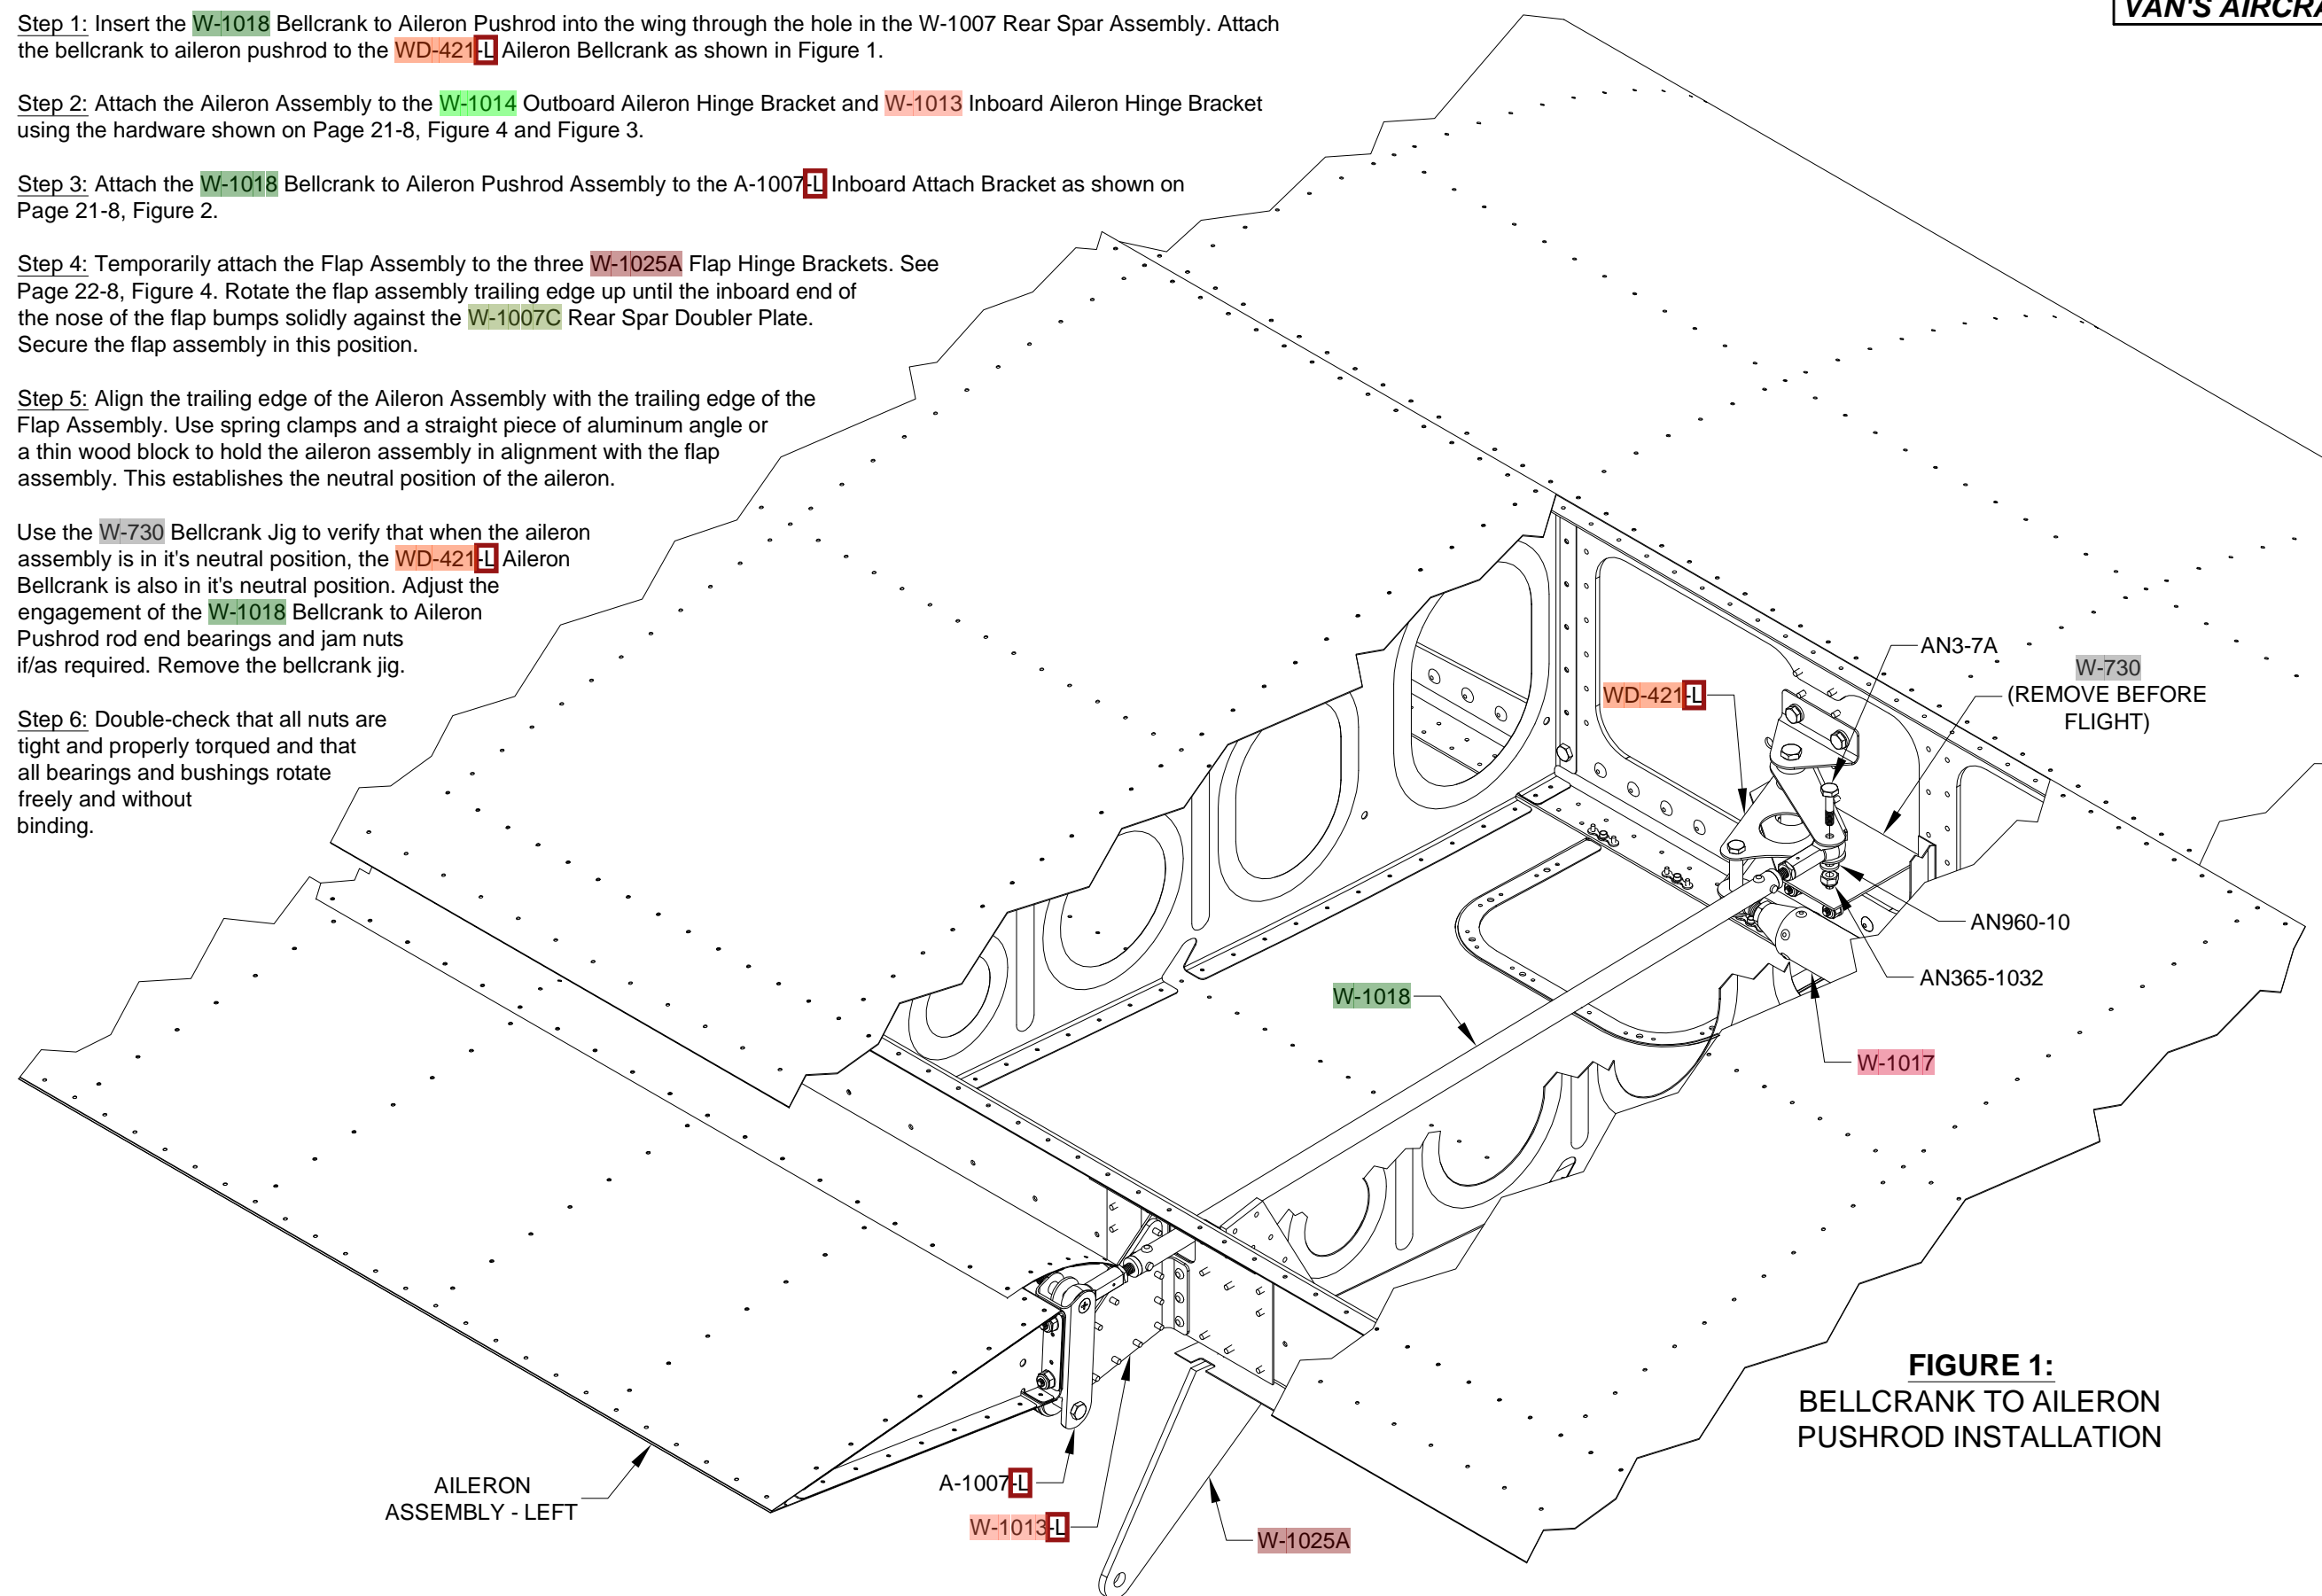 VAN'S AIRCRA
Step 1: Insert the W-1018 Bellcrank to Aileron Pushrod into the wing through the hole in the W-1007 Rear Spar Assembly. Attach
the bellcrank to aileron pushrod to the WD-421-L Aileron Bellcrank as shown in Figure 1.
Step 2: Attach the Aileron Assembly to the W-1014 Outboard Aileron Hinge Bracket and W-1013 Inboard Aileron Hinge Bracket
using the hardware shown on Page 21-8, Figure 4 and Figure 3.
Step 3: Attach the W-1018 Bellcrank to Aileron Pushrod Assembly to the A-1007-L Inboard Attach Bracket as shown on
Page 21-8, Figure 2.
Step 4: Temporarily attach the Flap Assembly to the three W-1025A Flap Hinge Brackets. See
Page 22-8, Figure 4. Rotate the flap assembly trailing edge up until the inboard end of
the nose of the flap bumps solidly against the W-1007C Rear Spar Doubler Plate.
Secure the flap assembly in this position.
Step 5: Align the trailing edge of the Aileron Assembly with the trailing edge of the
Flap Assembly. Use spring clamps and a straight piece of aluminum angle or
a thin wood block to hold the aileron assembly in alignment with the flap
assembly. This establishes the neutral position of the aileron.
Use the W-730 Bellcrank Jig to verify that when the aileron
assembly is in it's neutral position, the WD-421-L Aileron
Bellcrank is also in it's neutral position. Adjust the
engagement of the W-1018 Bellcrank to Aileron
Pushrod rod end bearings and jam nuts
if/as required. Remove the bellcrank jig.
Step 6: Double-check that all nuts are
tight and properly torqued and that
all bearings and bushings rotate
freely and without
binding.
AN3-7A
W-730
(REMOVE BEFORE
FLIGHT)
WD-421-L
AN960-10
AN365-1032
W-1018
W-1017
FIGURE 1:
BELLCRANK TO AILERON
PUSHROD INSTALLATION
A-1007-L
AILERON
ASSEMBLY - LEFT
W-1013-L
W-1025A